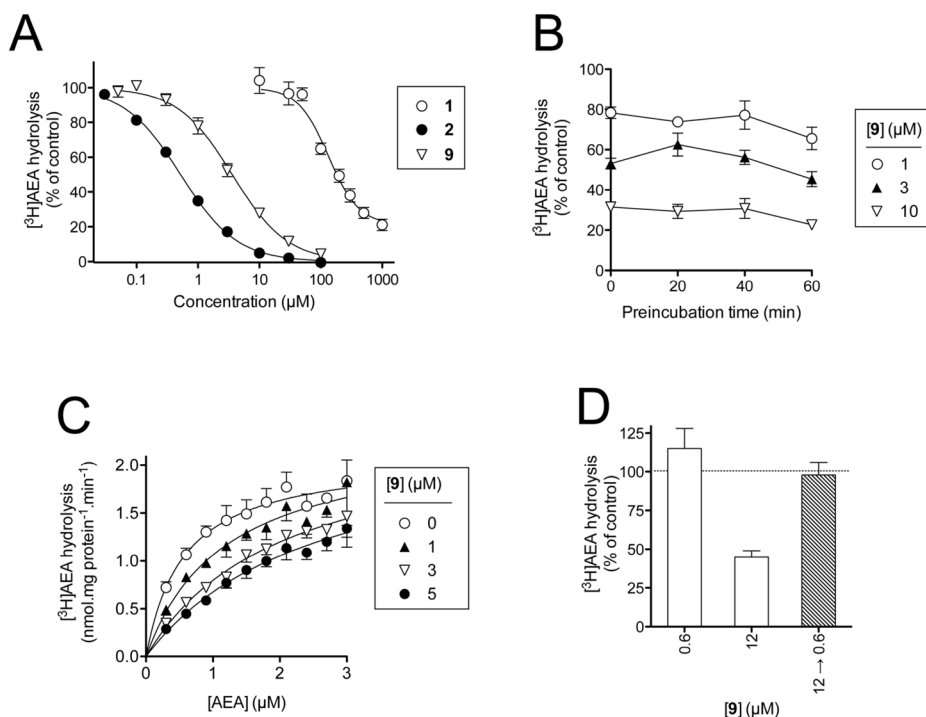 A
[³H]AEA hydrolysis
(% of control)
100
80
60
40
20
0
0.1
1
10
100
1000
Concentration (µM)
1
2
9
B
[³H]AEA hydrolysis
(% of control)
100
80
60
40
20
0
0
20
40
60
Preincubation time (min)
[9] (µM)
1
3
10
C
[³H]AEA hydrolysis
(nmol.mg protein⁻¹.min⁻¹)
2.0
1.5
1.0
0.5
0.0
0
1
2
3
[AEA] (µM)
[9] (µM)
0
1
3
5
D
[³H]AEA hydrolysis
(% of control)
125
100
75
50
25
0
0.6
12
12 → 0.6
[9] (µM)